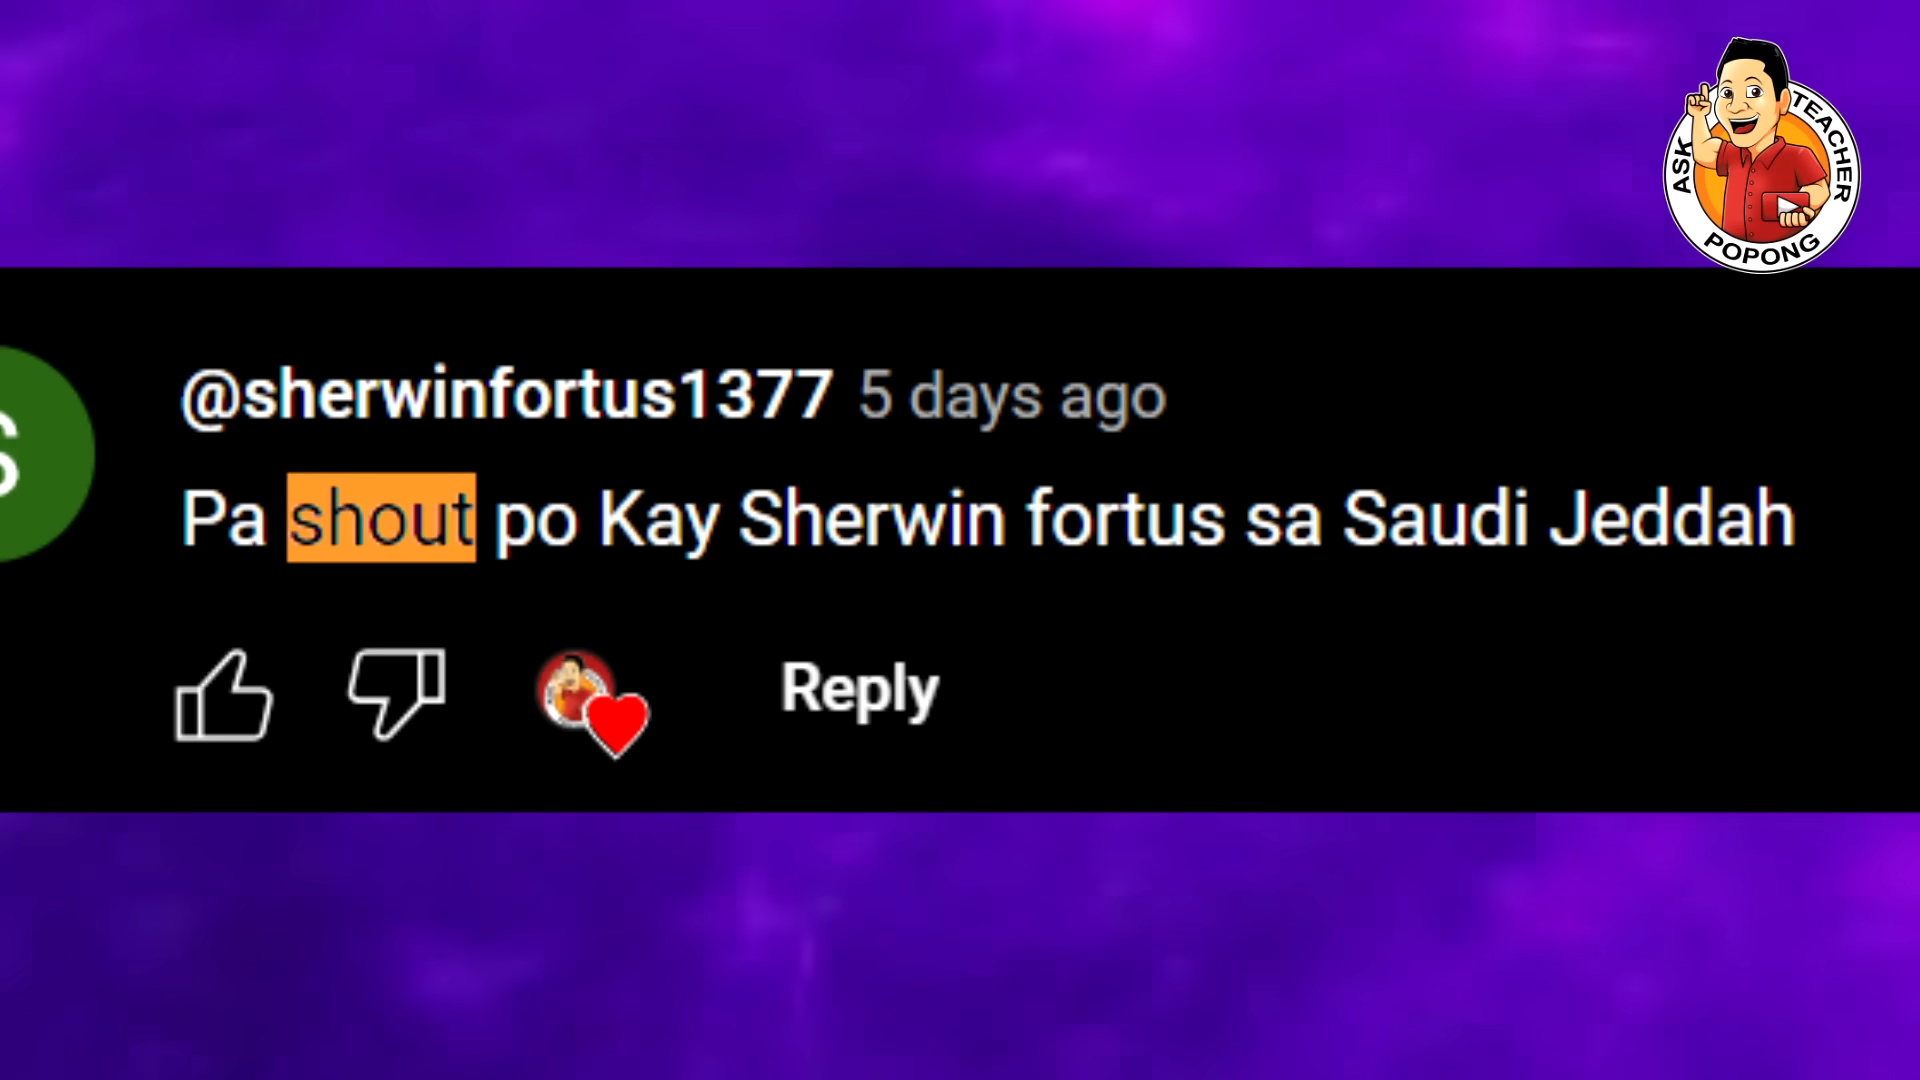 ASK TEACHER POPONG
S
@sherwinfortus1377 5 days ago
Pa shout po Kay Sherwin fortus sa Saudi Jeddah
Reply